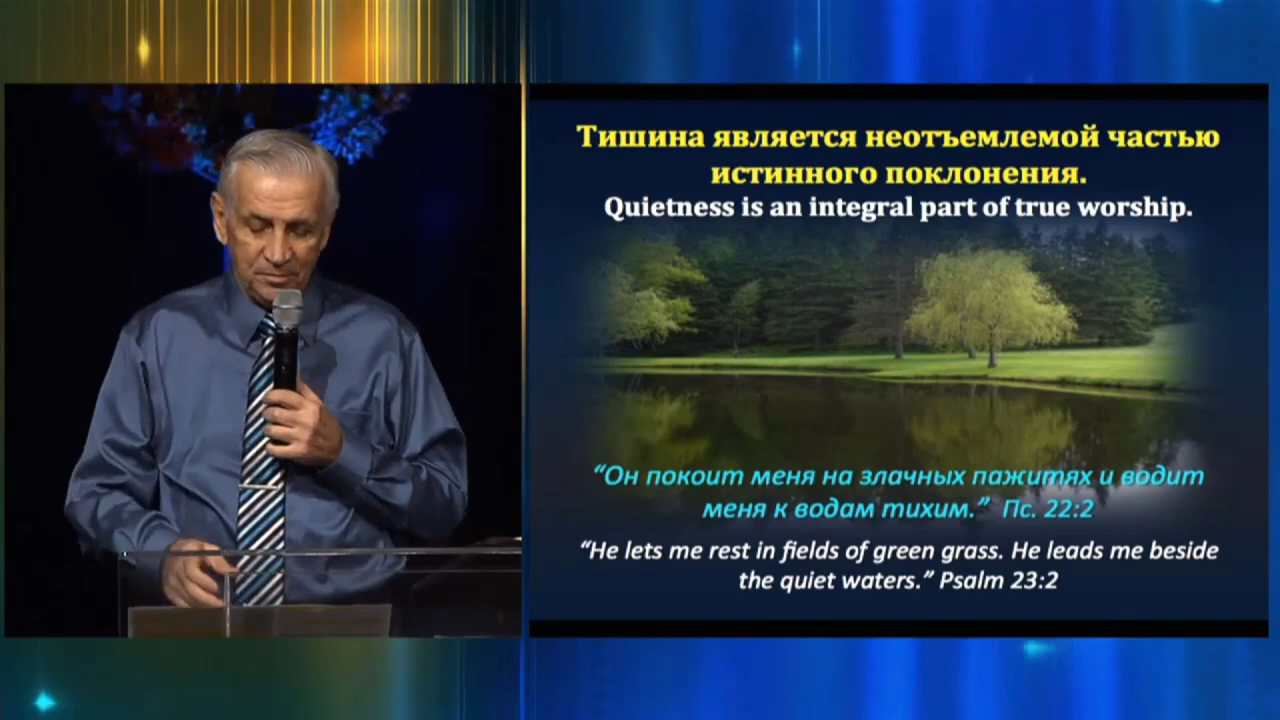 Тишина является неотъемлемой частью
истинного поклонения.
Quietness is an integral part of true worship.
“Он покоит меня на злачных пажитях и водит
меня к водам тихим.” Пс. 22:2
“He lets me rest in fields of green grass. He leads me beside
the quiet waters.” Psalm 23:2